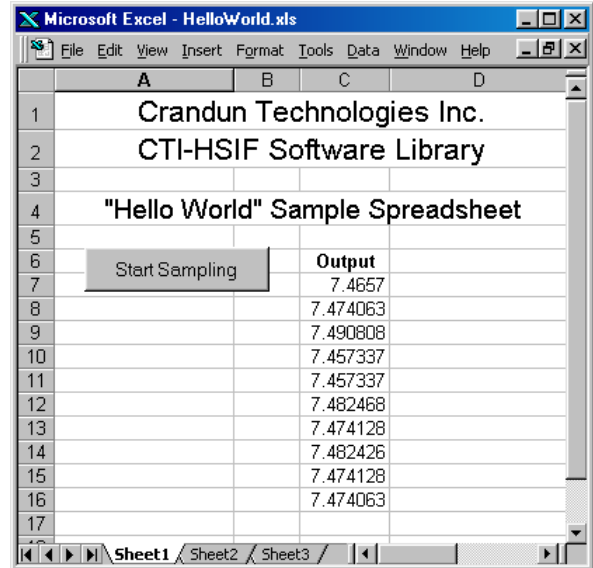 Microsoft Excel - HelloWorld.xls
File Edit View Insert Format Tools Data Window Help
A B C D
1 Crandun Technologies Inc.
2 CTI-HSIF Software Library
3
4 "Hello World" Sample Spreadsheet
5
6 Start Sampling Output
7 7.4657
8 7.474063
9 7.490808
10 7.457337
11 7.457337
12 7.482468
13 7.474128
14 7.482426
15 7.474128
16 7.474063
17
Sheet1 Sheet2 Sheet3